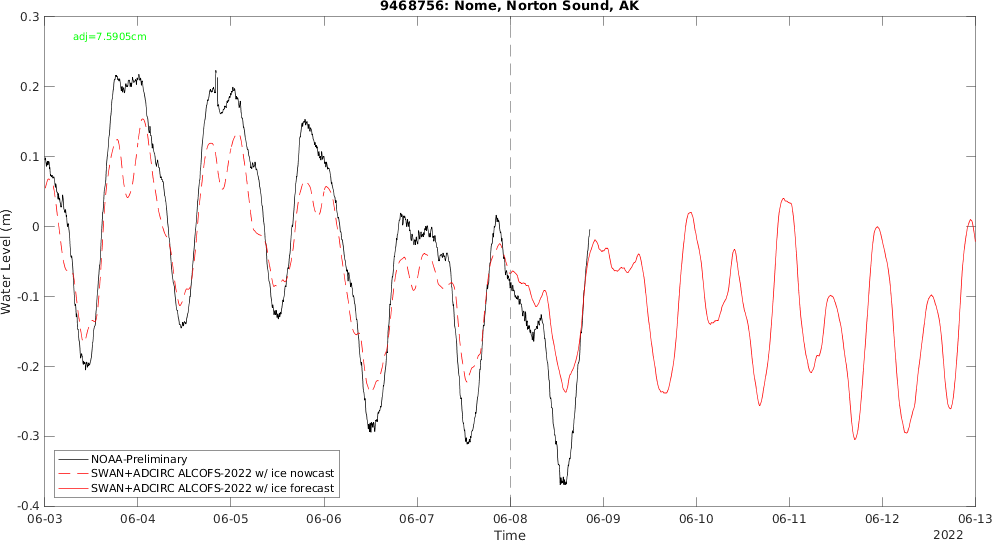 9468756: Nome, Norton Sound, AK
adj=7.5905cm
0.3
0.2
0.1
0
-0.1
-0.2
-0.3
-0.4
Water Level (m)
NOAA-Preliminary
SWAN+ADCIRC ALCOFS-2022 w/ ice nowcast
SWAN+ADCIRC ALCOFS-2022 w/ ice forecast
06-03 06-04 06-05 06-06 06-07 06-08 06-09 06-10 06-11 06-12 06-13
Time
2022